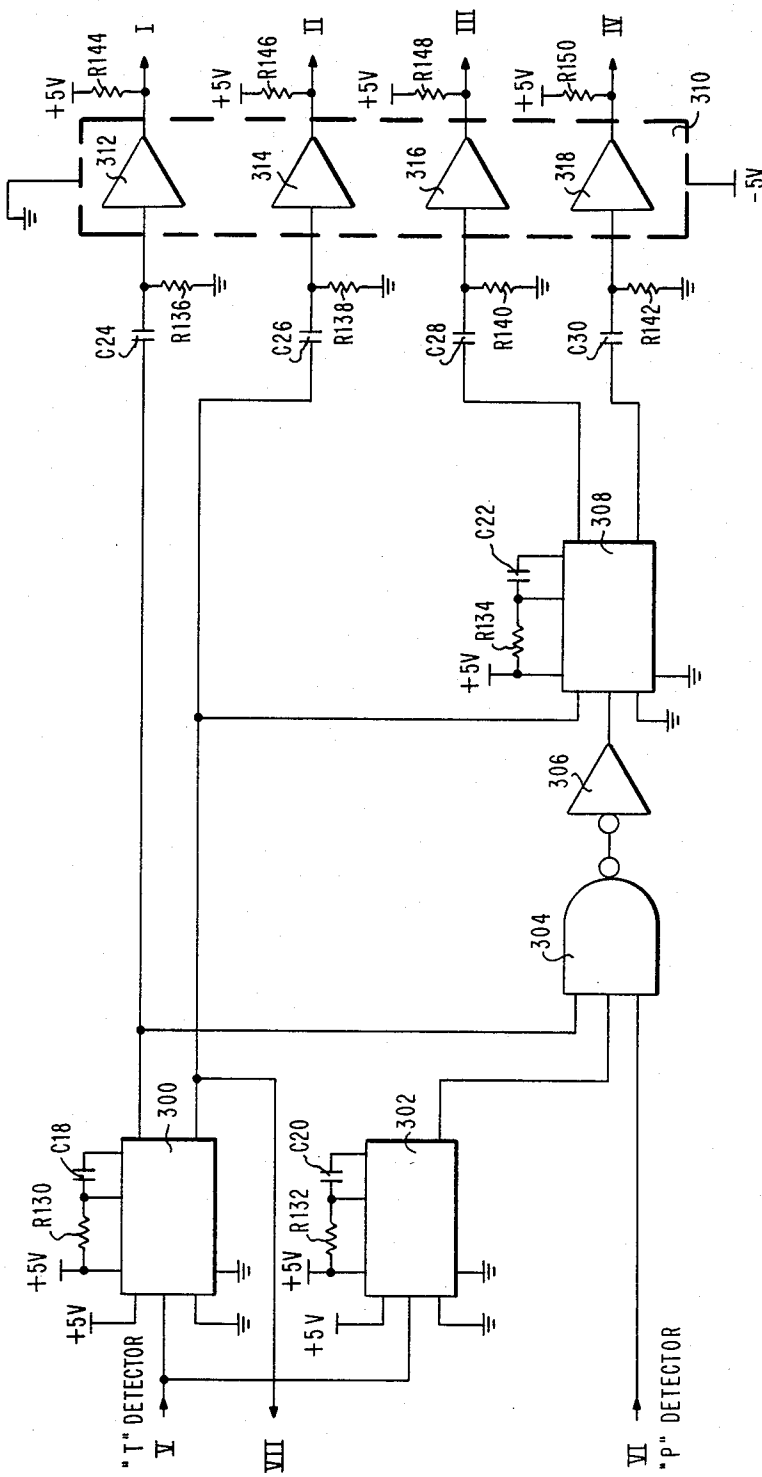 "T" DETECTOR
V
VII
VI
"P" DETECTOR
+5V
+5V
R130
C18
300
+5V
+5V
R132
C20
302
304
306
+5V
R134
C22
308
C24
R136
C26
R138
C28
R140
C30
R142
312
314
316
318
310
-5V
+5V
R144
I
+5V
R146
II
+5V
R148
III
+5V
R150
IV